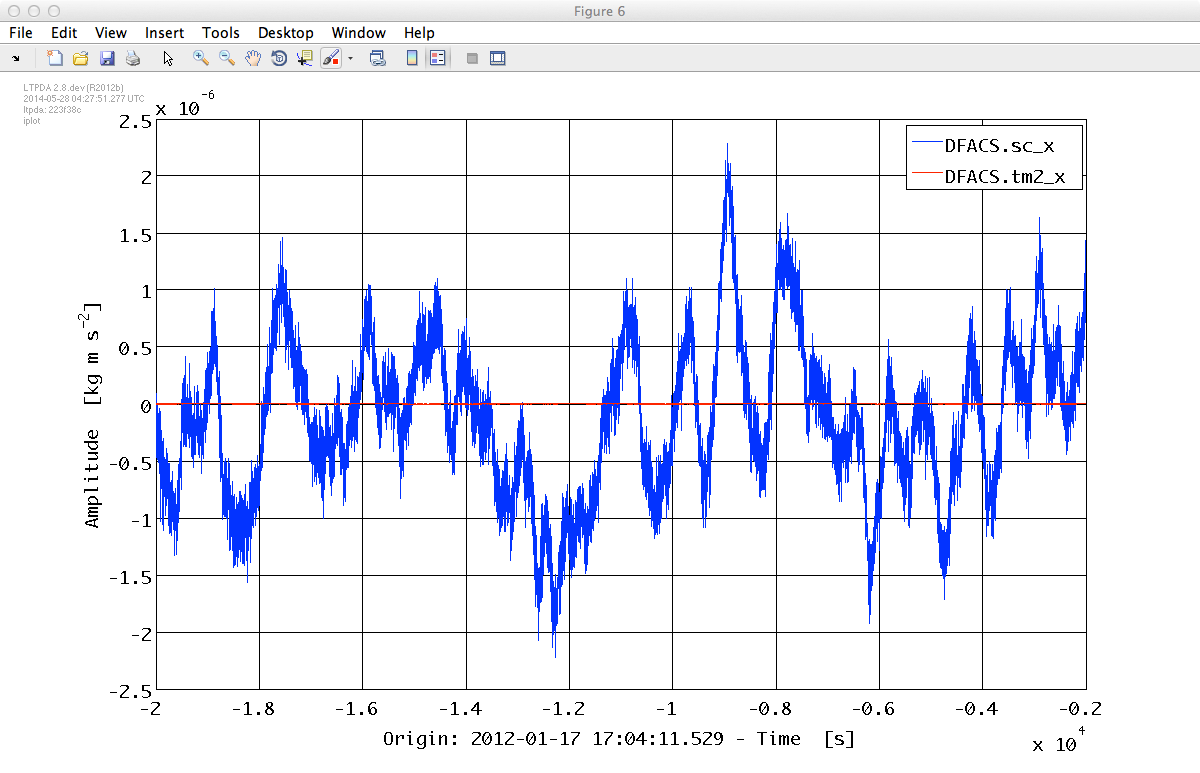 Figure 6
File Edit View Insert Tools Desktop Window Help
LTPDA 2.8.dev (R2012b)
2014-05-28 04:27:51.277 UTC
ltpda: 223f38c
iplot
x 10^-6
2.5
2
1.5
1
0.5
0
-0.5
-1
-1.5
-2
-2.5
Amplitude [kg m s^-2]
DFACS.sc_x
DFACS.tm2_x
-2 -1.8 -1.6 -1.4 -1.2 -1 -0.8 -0.6 -0.4 -0.2
Origin: 2012-01-17 17:04:11.529 - Time [s]
x 10^4